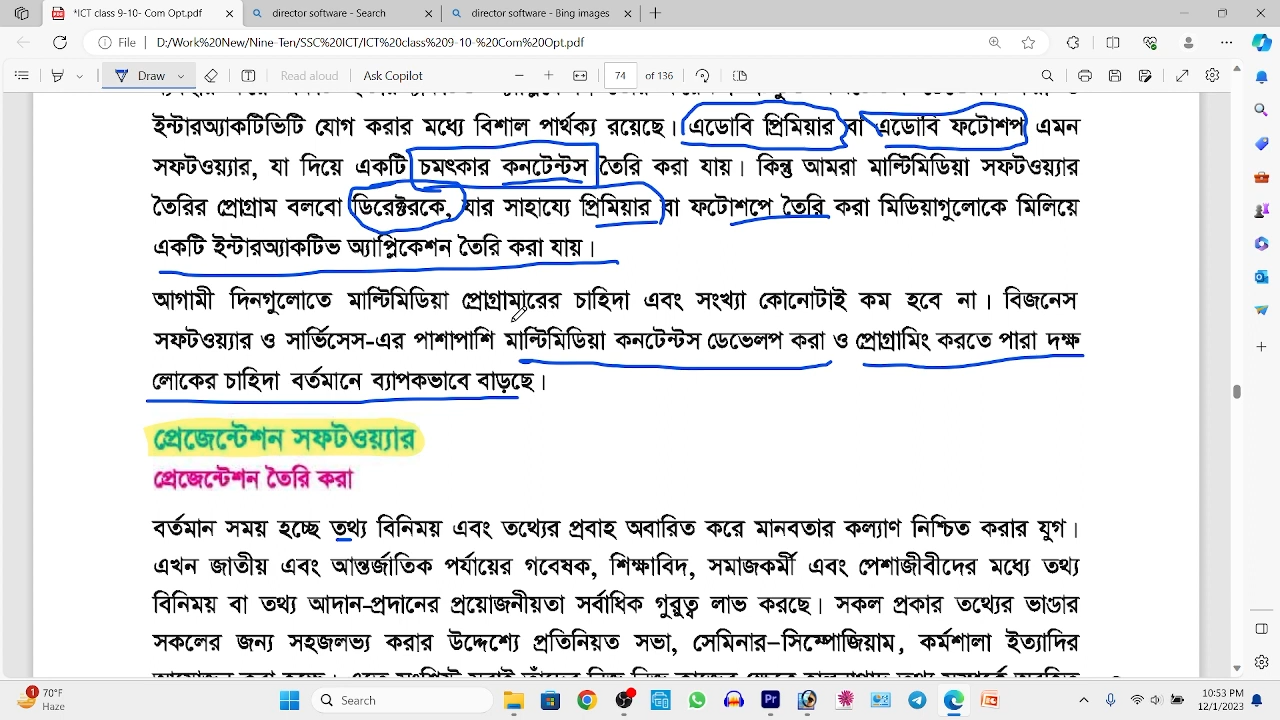 *ICT class 9-10- Com Opt.pdf
director software - Search
director software - Bing images
File D:/Work%20New/Nine-Ten/SSC%20ICT/ICT%20class%209-10-%20Com%20Opt.pdf
Draw
Read aloud
Ask Copilot
74 of 136
ইন্টারঅ্যাকটিভিটি যোগ করার মধ্যে বিশাল পার্থক্য রয়েছে। এডোবি প্রিমিয়ার বা এডোবি ফটোশপ এমন
সফটওয়্যার, যা দিয়ে একটি চমৎকার কনটেন্টস তৈরি করা যায়। কিন্তু আমরা মাল্টিমিডিয়া সফটওয়্যার
তৈরির প্রোগ্রাম বলবো ডিরেক্টরকে, যার সাহায্যে প্রিমিয়ার বা ফটোশপে তৈরি করা মিডিয়াগুলোকে মিলিয়ে
একটি ইন্টারঅ্যাকটিভ অ্যাপ্লিকেশন তৈরি করা যায়।
আগামী দিনগুলোতে মাল্টিমিডিয়া প্রোগ্রামারের চাহিদা এবং সংখ্যা কোনোটাই কম হবে না। বিজনেস
সফটওয়্যার ও সার্ভিসেস-এর পাশাপাশি মাল্টিমিডিয়া কনটেন্টস ডেভেলপ করা ও প্রোগ্রামিং করতে পারা দক্ষ
লোকের চাহিদা বর্তমানে ব্যাপকভাবে বাড়ছে।
প্রেজেন্টেশন সফটওয়্যার
প্রেজেন্টেশন তৈরি করা
বর্তমান সময় হচ্ছে তথ্য বিনিময় এবং তথ্যের প্রবাহ অবারিত করে মানবতার কল্যাণ নিশ্চিত করার যুগ।
এখন জাতীয় এবং আন্তর্জাতিক পর্যায়ের গবেষক, শিক্ষাবিদ, সমাজকর্মী এবং পেশাজীবীদের মধ্যে তথ্য
বিনিময় বা তথ্য আদান-প্রদানের প্রয়োজনীয়তা সর্বাধিক গুরুত্ব লাভ করছে। সকল প্রকার তথ্যের ভাণ্ডার
সকলের জন্য সহজলভ্য করার উদ্দেশ্যে প্রতিনিয়ত সভা, সেমিনার–সিম্পোজিয়াম, কর্মশালা ইত্যাদির
1
70°F
Haze
Search
10:53 PM
12/14/2023